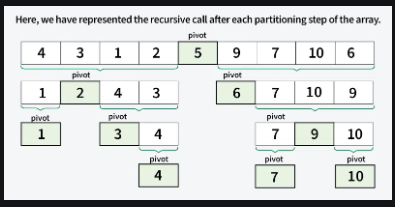 Here, we have represented the recursive call after each partitioning step of the array.
pivot
4 3 1 2 5 9 7 10 6
pivot pivot
1 2 4 3 6 7 10 9
pivot pivot pivot
1 3 4 7 9 10
pivot pivot pivot
4 7 10